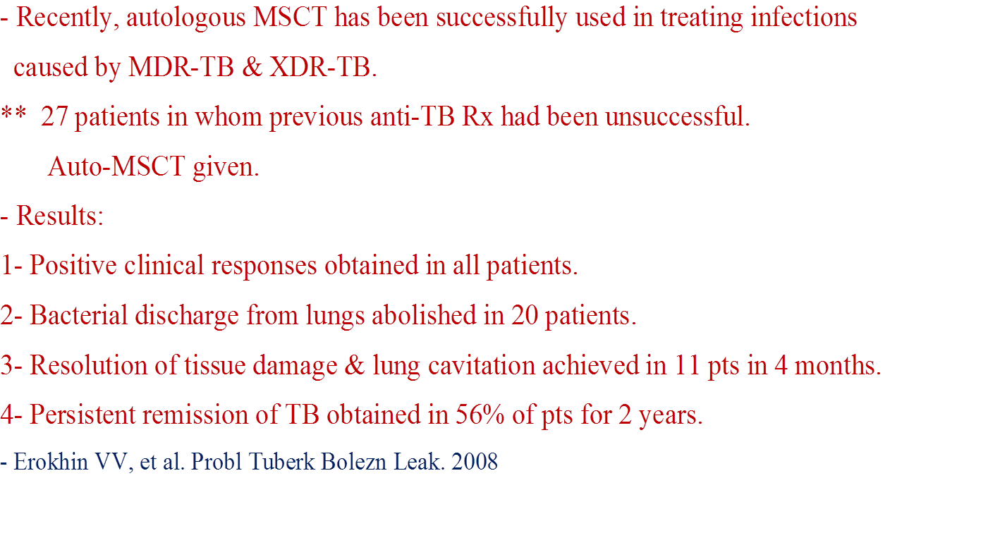 - Recently, autologous MSCT has been successfully used in treating infections
caused by MDR-TB & XDR-TB.
** 27 patients in whom previous anti-TB Rx had been unsuccessful.
Auto-MSCT given.
- Results:
1- Positive clinical responses obtained in all patients.
2- Bacterial discharge from lungs abolished in 20 patients.
3- Resolution of tissue damage & lung cavitation achieved in 11 pts in 4 months.
4- Persistent remission of TB obtained in 56% of pts for 2 years.
- Erokhin VV, et al. Probl Tuberk Bolezn Leak. 2008